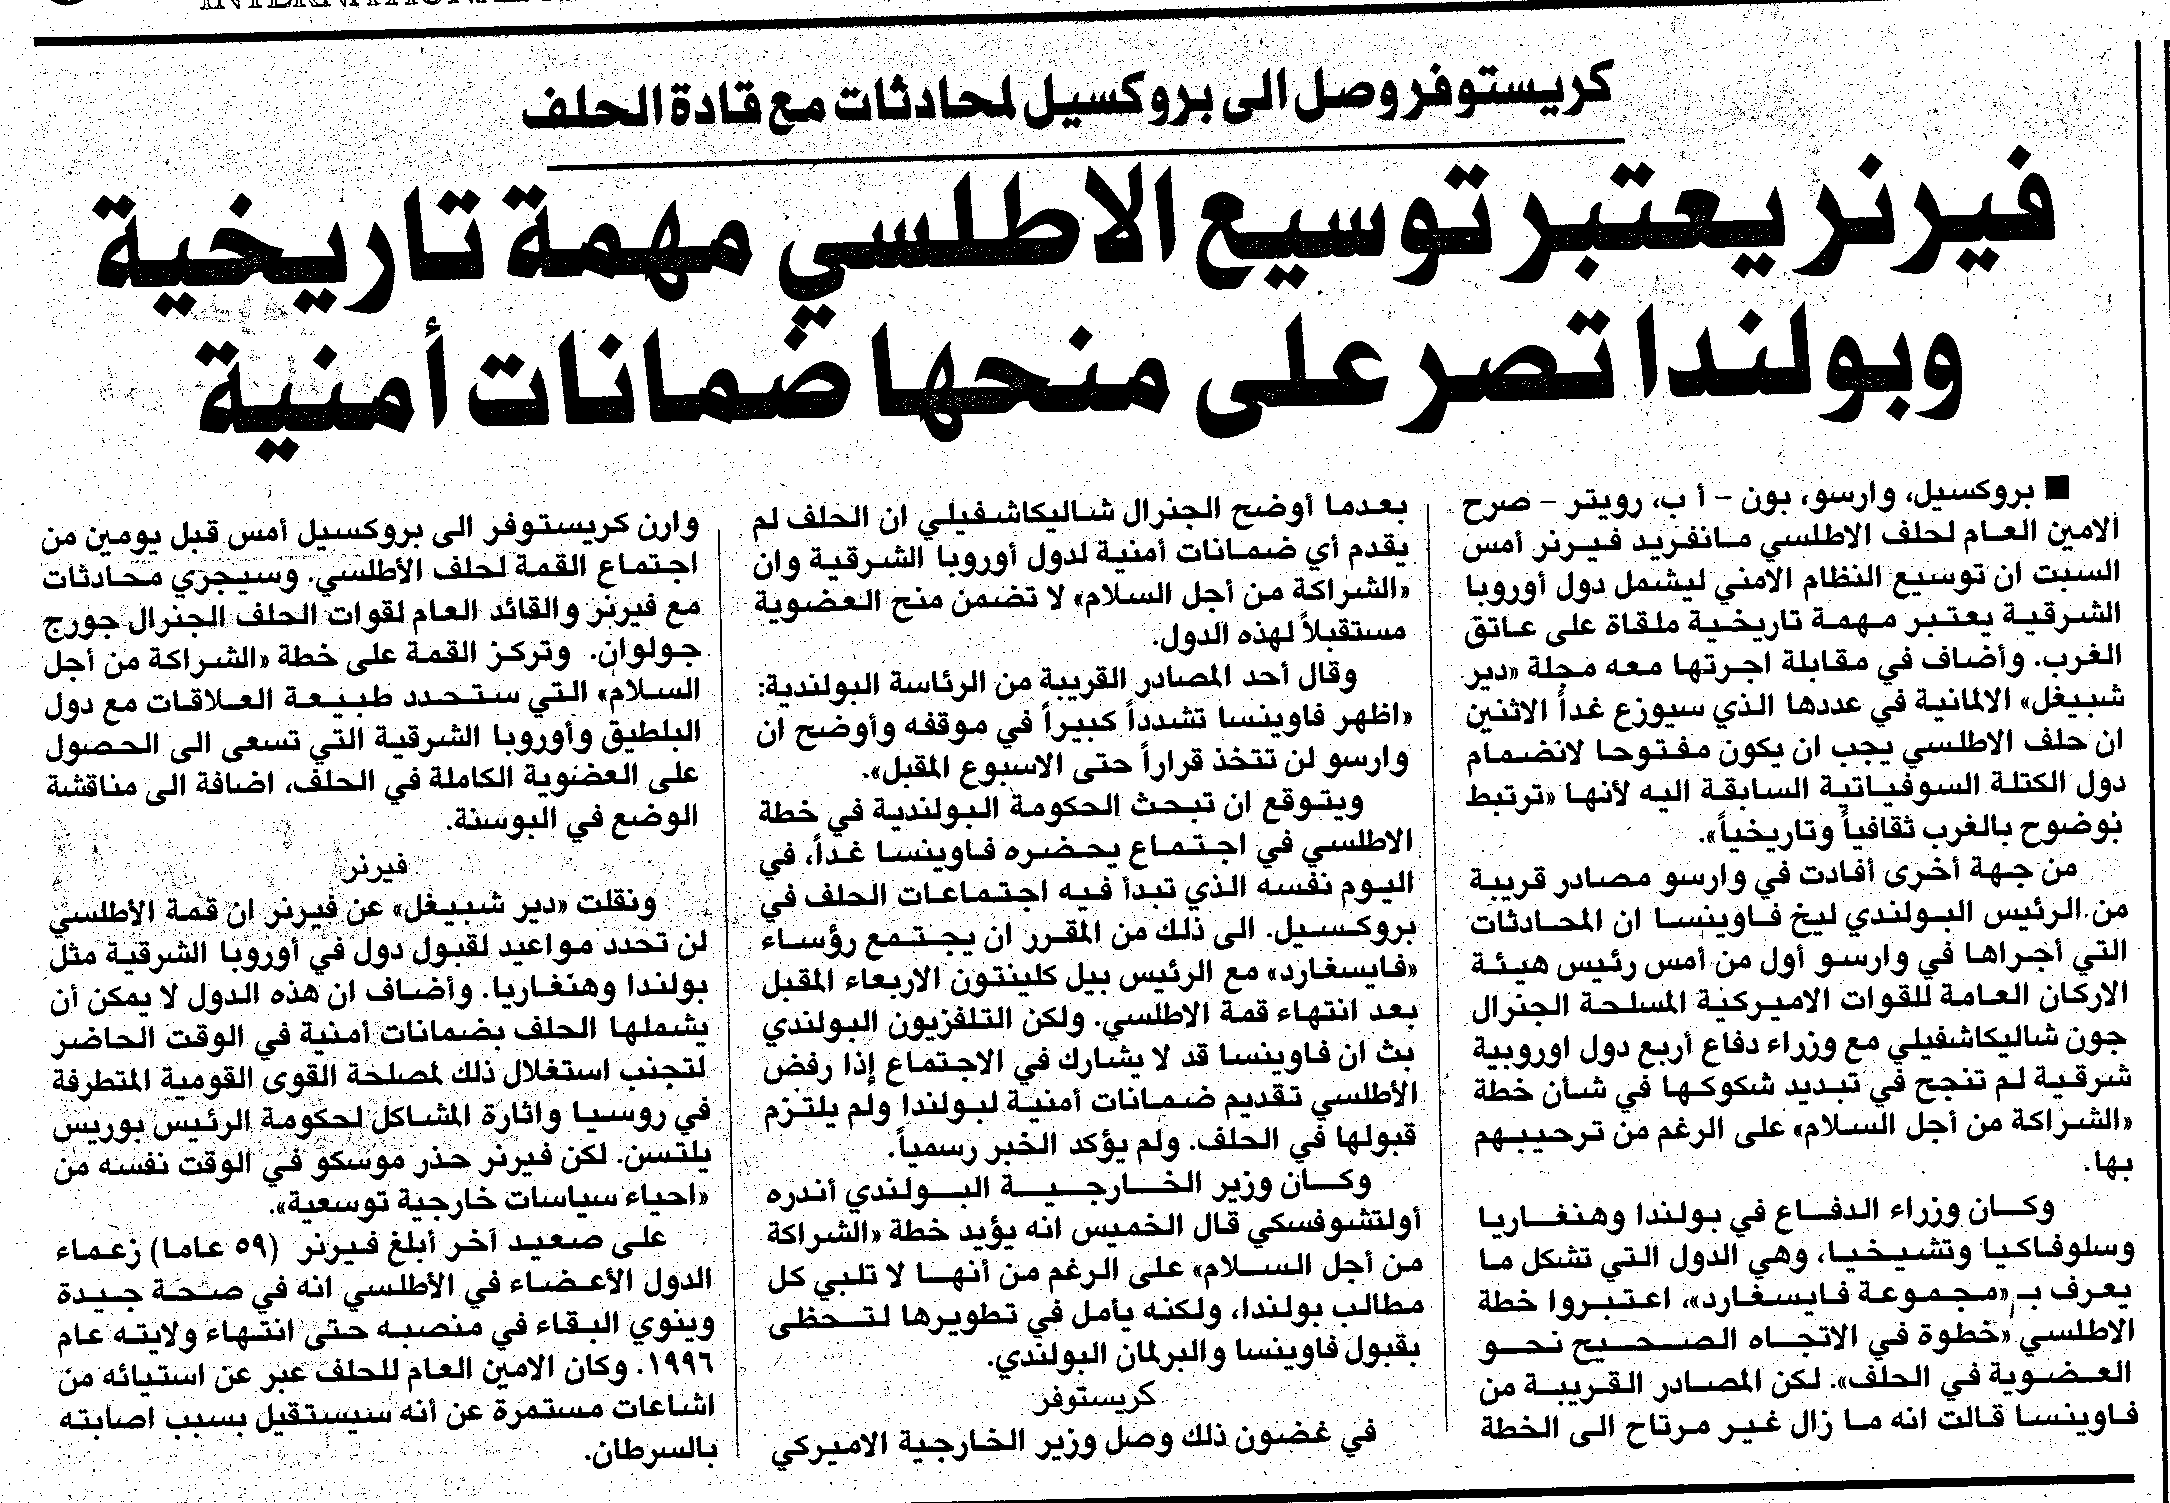 كريستوفر وصل الى بروكسيل لمحادثات مع قادة الحلف
فيرنر يعتبر توسيع الاطلسي مهمة تاريخية
وبولندا تصر على منحها ضمانات أمنية
■ بروكسيل، وارسو، بون – أ ب، رويتر – صرح
الامين العام لحلف الاطلسي مانفريد فيرنر أمس
السبت ان توسيع النظام الامني ليشمل دول أوروبا
الشرقية يعتبر مهمة تاريخية ملقاة على عاتق
الغرب. وأضاف في مقابلة اجرتها معه مجلة «دير
شبيغل» الالمانية في عددها الذي سيوزع غداً الاثنين
ان حلف الاطلسي يجب ان يكون مفتوحا لانضمام
دول الكتلة السوفياتية السابقة اليه لأنها «ترتبط
بوضوح بالغرب ثقافياً وتاريخياً».
من جهة أخرى أفادت في وارسو مصادر قريبة
من الرئيس البولندي ليخ فاوينسا ان المحادثات
التي أجراها في وارسو أول من أمس رئيس هيئة
الاركان العامة للقوات الاميركية المسلحة الجنرال
جون شاليكاشفيلي مع وزراء دفاع أربع دول اوروبية
شرقية لم تنجح في تبديد شكوكها في شأن خطة
«الشراكة من أجل السلام» على الرغم من ترحيبهم
بها.
وكان وزراء الدفاع في بولندا وهنغاريا
وسلوفاكيا وتشيخيا، وهي الدول التي تشكل ما
يعرف بـ «مجموعة فايسغارد»، اعتبروا خطة
الاطلسي «خطوة في الاتجاه الصحيح نحو
العضوية في الحلف». لكن المصادر القريبة من
فاوينسا قالت انه ما زال غير مرتاح الى الخطة
بعدما أوضح الجنرال شاليكاشفيلي ان الحلف لم
يقدم أي ضمانات أمنية لدول أوروبا الشرقية وان
«الشراكة من أجل السلام» لا تضمن منح العضوية
مستقبلاً لهذه الدول.
وقال أحد المصادر القريبة من الرئاسة البولندية:
«اظهر فاوينسا تشدداً كبيراً في موقفه وأوضح ان
وارسو لن تتخذ قراراً حتى الاسبوع المقبل».
ويتوقع ان تبحث الحكومة البولندية في خطة
الاطلسي في اجتماع يحضره فاوينسا غداً، في
اليوم نفسه الذي تبدأ فيه اجتماعات الحلف في
بروكسيل. الى ذلك من المقرر ان يجتمع رؤساء
«فايسغارد» مع الرئيس بيل كلينتون الاربعاء المقبل
بعد انتهاء قمة الاطلسي. ولكن التلفزيون البولندي
بث ان فاوينسا قد لا يشارك في الاجتماع إذا رفض
الأطلسي تقديم ضمانات أمنية لبولندا ولم يلتزم
قبولها في الحلف. ولم يؤكد الخبر رسمياً.
وكان وزير الخارجية البولندي أندره
أولتشوفسكي قال الخميس انه يؤيد خطة «الشراكة
من أجل السلام» على الرغم من أنها لا تلبي كل
مطالب بولندا، ولكنه يأمل في تطويرها لتحظى
بقبول فاوينسا والبرلمان البولندي.
كريستوفر
في غضون ذلك وصل وزير الخارجية الاميركي
وارن كريستوفر الى بروكسيل أمس قبل يومين من
اجتماع القمة لحلف الأطلسي. وسيجري محادثات
مع فيرنر والقائد العام لقوات الحلف الجنرال جورج
جولوان. وتركز القمة على خطة «الشراكة من أجل
السلام» التي ستحدد طبيعة العلاقات مع دول
البلطيق وأوروبا الشرقية التي تسعى الى الحصول
على العضوية الكاملة في الحلف، اضافة الى مناقشة
الوضع في البوسنة.
فيرنر
ونقلت «دير شبيغل» عن فيرنر ان قمة الأطلسي
لن تحدد مواعيد لقبول دول في أوروبا الشرقية مثل
بولندا وهنغاريا. وأضاف ان هذه الدول لا يمكن أن
يشملها الحلف بضمانات أمنية في الوقت الحاضر
لتجنب استغلال ذلك لمصلحة القوى القومية المتطرفة
في روسيا واثارة المشاكل لحكومة الرئيس بوريس
يلتسن. لكن فيرنر حذر موسكو في الوقت نفسه من
«احياء سياسات خارجية توسعية».
على صعيد آخر أبلغ فيرنر (٥٩ عاما) زعماء
الدول الأعضاء في الأطلسي انه في صحة جيدة
وينوي البقاء في منصبه حتى انتهاء ولايته عام
١٩٩٦. وكان الامين العام للحلف عبر عن استيائه من
اشاعات مستمرة عن أنه سيستقيل بسبب اصابته
بالسرطان.